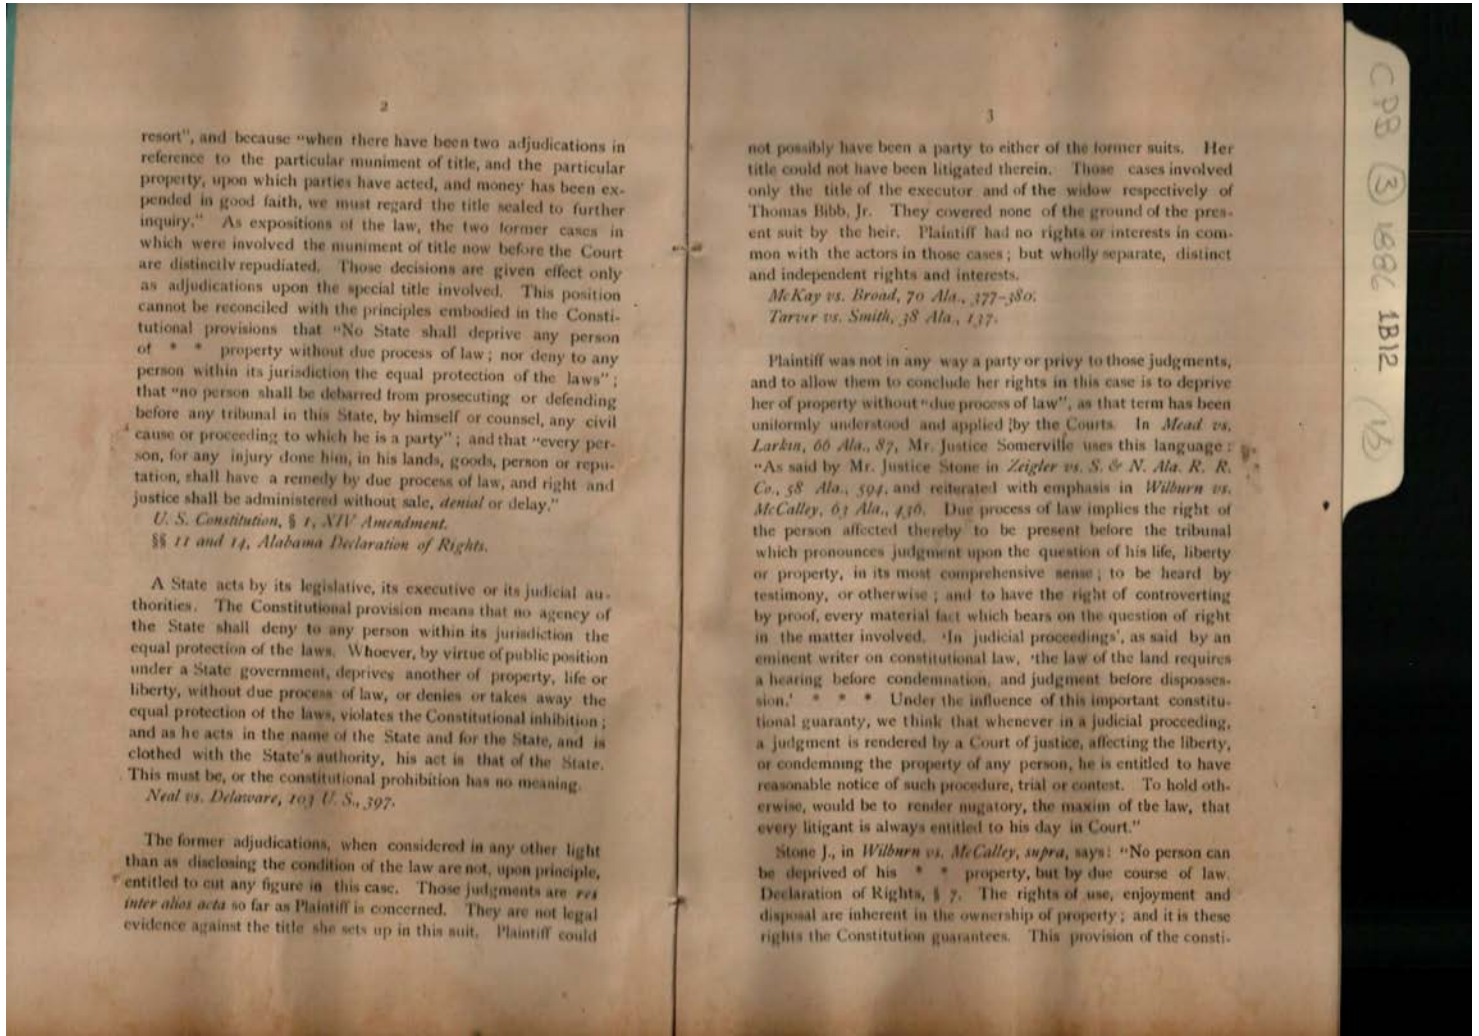 2
resort", and because "when there have been two adjudications in
reference to the particular muniment of title, and the particular
property, upon which parties have acted, and money has been ex-
pended in good faith, we must regard the title sealed to further
inquiry." As expositions of the law, the two former cases in
which were involved the muniment of title now before the Court
are distinctly repudiated. Those decisions are given effect only
as adjudications upon the special title involved. This position
cannot be reconciled with the principles embodied in the Consti-
tutional provisions that "No State shall deprive any person
of * * property without due process of law; nor deny to any
person within its jurisdiction the equal protection of the laws";
that "no person shall be debarred from prosecuting or defending
before any tribunal in this State, by himself or counsel, any civil
cause or proceeding to which he is a party"; and that "every per-
son, for any injury done him, in his lands, goods, person or repu-
tation, shall have a remedy by due process of law, and right and
justice shall be administered without sale, denial or delay."
U. S. Constitution, § 1, XIV Amendment.
§§ 11 and 14, Alabama Declaration of Rights.
A State acts by its legislative, its executive or its judicial au-
thorities. The Constitutional provision means that no agency of
the State shall deny to any person within its jurisdiction the
equal protection of the laws. Whoever, by virtue of public position
under a State government, deprives another of property, life or
liberty, without due process of law, or denies or takes away the
equal protection of the laws, violates the Constitutional inhibition;
and as he acts in the name of the State and for the State, and is
clothed with the State's authority, his act is that of the State.
This must be, or the constitutional prohibition has no meaning.
Neal vs. Delaware, 103 U. S., 397.
The former adjudications, when considered in any other light
than as disclosing the condition of the law are not, upon principle,
entitled to cut any figure in this case. Those judgments are res
inter alios acta so far as Plaintiff is concerned. They are not legal
evidence against the title she sets up in this suit. Plaintiff could
3
not possibly have been a party to either of the former suits. Her
title could not have been litigated therein. Those cases involved
only the title of the executor and of the widow respectively of
Thomas Bibb, Jr. They covered none of the ground of the pres-
ent suit by the heir. Plaintiff had no rights or interests in com-
mon with the actors in those cases; but wholly separate, distinct
and independent rights and interests.
McKay vs. Broad, 70 Ala., 377-380.
Tarver vs. Smith, 38 Ala., 137.
Plaintiff was not in any way a party or privy to those judgments,
and to allow them to conclude her rights in this case is to deprive
her of property without "due process of law", as that term has been
uniformly understood and applied by the Courts. In Mead vs.
Larkin, 66 Ala., 87, Mr. Justice Somerville uses this language:
"As said by Mr. Justice Stone in Zeigler vs. S. & N. Ala. R. R.
Co., 58 Ala., 594, and reiterated with emphasis in Wilburn vs.
McCalley, 63 Ala., 436. Due process of law implies the right of
the person affected thereby to be present before the tribunal
which pronounces judgment upon the question of his life, liberty
or property, in its most comprehensive sense; to be heard by
testimony, or otherwise; and to have the right of controverting
by proof, every material fact which bears on the question of right
in the matter involved. 'In judicial proceedings', as said by an
eminent writer on constitutional law, 'the law of the land requires
a hearing before condemnation, and judgment before disposses-
sion.' * * * Under the influence of this important constitu-
tional guaranty, we think that whenever in a judicial proceeding,
a judgment is rendered by a Court of justice, affecting the liberty,
or condemning the property of any person, he is entitled to have
reasonable notice of such procedure, trial or contest. To hold oth-
erwise, would be to render nugatory, the maxim of the law, that
every litigant is always entitled to his day in Court."
Stone J., in Wilburn vs. McCalley, supra, says: "No person can
be deprived of his * * property, but by due course of law.
Declaration of Rights, § 7. The rights of use, enjoyment and
disposal are inherent in the ownership of property; and it is these
rights the Constitution guarantees. This provision of the consti-
CPB 3 1886 1B12